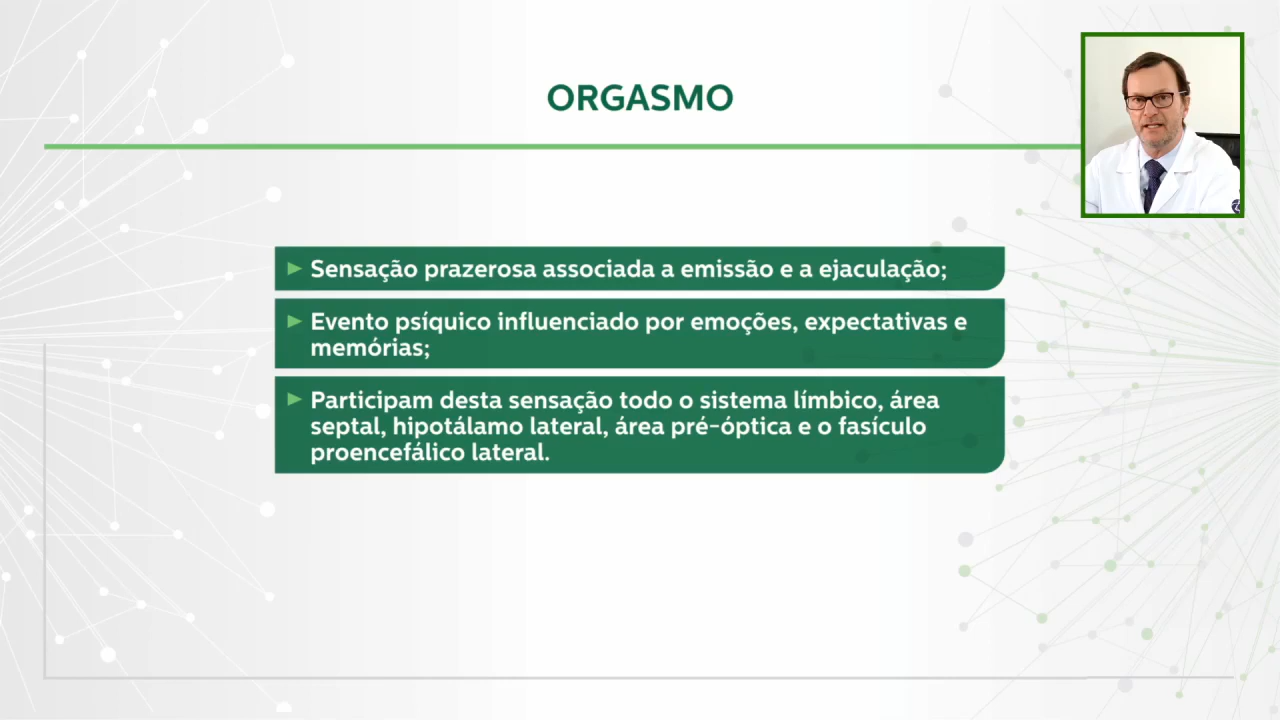 ORGASMO
Sensação prazerosa associada a emissão e a ejaculação;
Evento psíquico influenciado por emoções, expectativas e
memórias;
Participam desta sensação todo o sistema límbico, área
septal, hipotálamo lateral, área pré-óptica e o fasículo
proencefálico lateral.